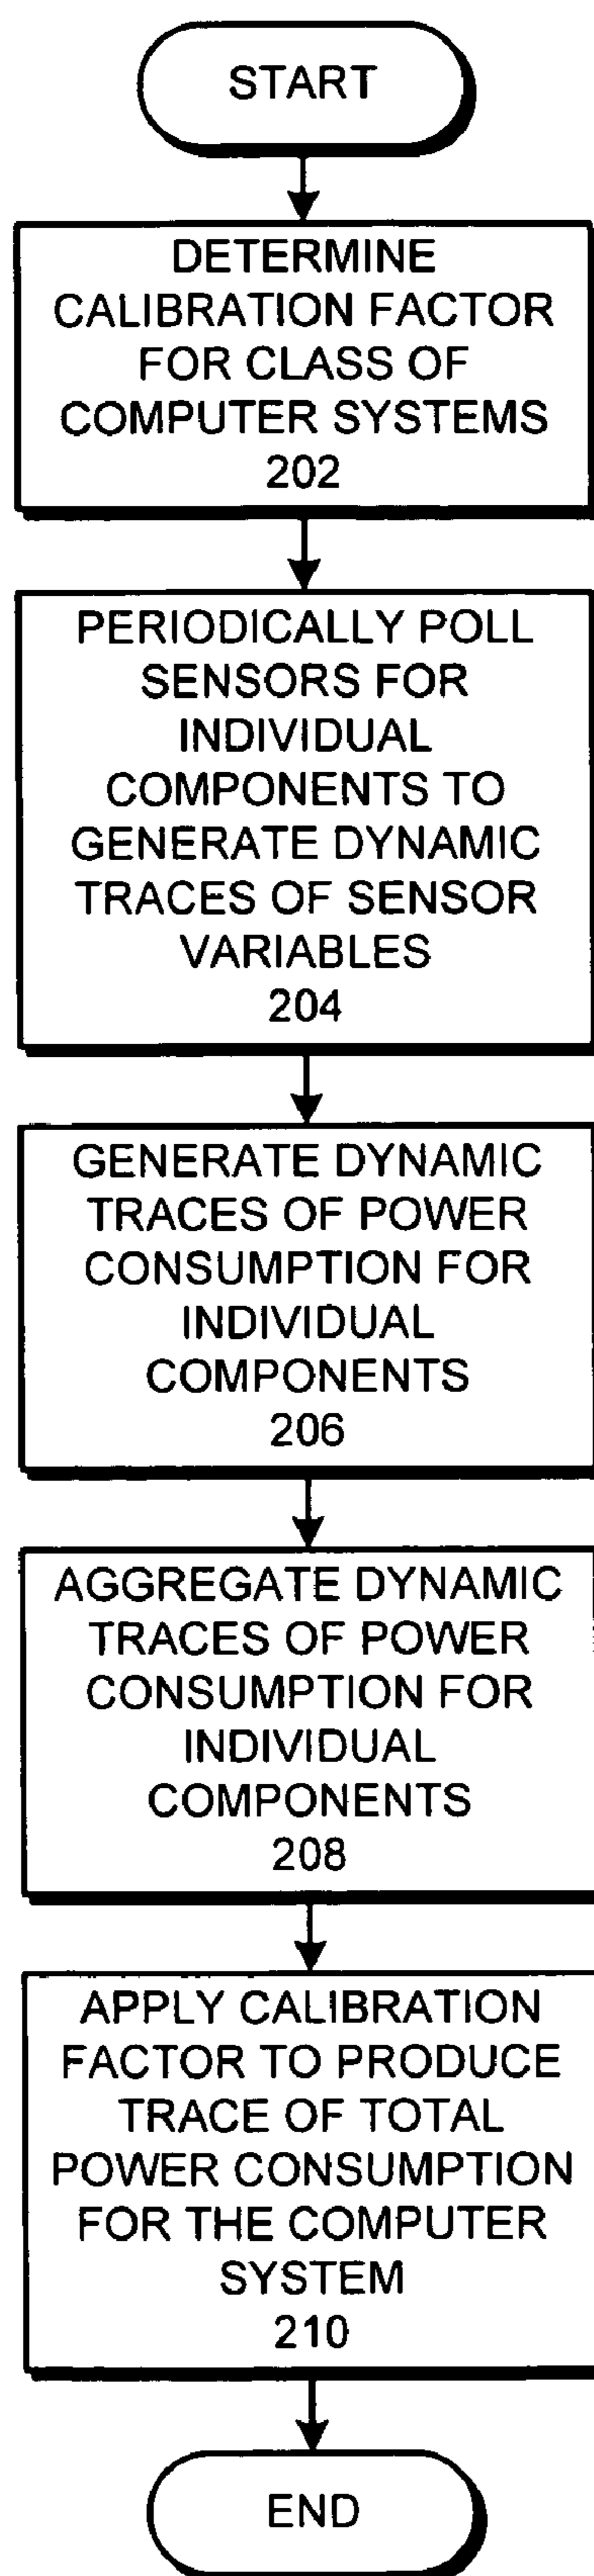 START
DETERMINE
CALIBRATION FACTOR
FOR CLASS OF
COMPUTER SYSTEMS
202
PERIODICALLY POLL
SENSORS FOR
INDIVIDUAL
COMPONENTS TO
GENERATE DYNAMIC
TRACES OF SENSOR
VARIABLES
204
GENERATE DYNAMIC
TRACES OF POWER
CONSUMPTION FOR
INDIVIDUAL
COMPONENTS
206
AGGREGATE DYNAMIC
TRACES OF POWER
CONSUMPTION FOR
INDIVIDUAL
COMPONENTS
208
APPLY CALIBRATION
FACTOR TO PRODUCE
TRACE OF TOTAL
POWER CONSUMPTION
FOR THE COMPUTER
SYSTEM
210
END